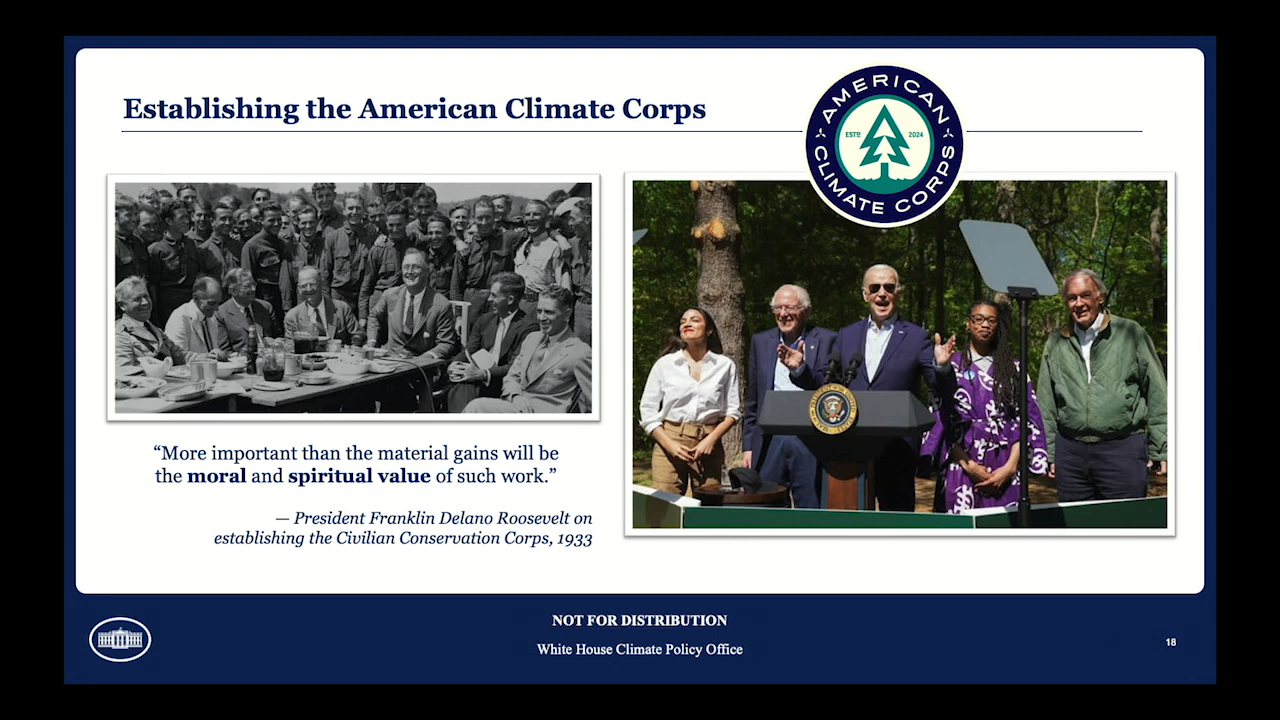 Establishing the American Climate Corps
AMERICAN
ESTD 2024
CLIMATE CORPS
“More important than the material gains will be
the moral and spiritual value of such work.”
— President Franklin Delano Roosevelt on
establishing the Civilian Conservation Corps, 1933
NOT FOR DISTRIBUTION
White House Climate Policy Office
18